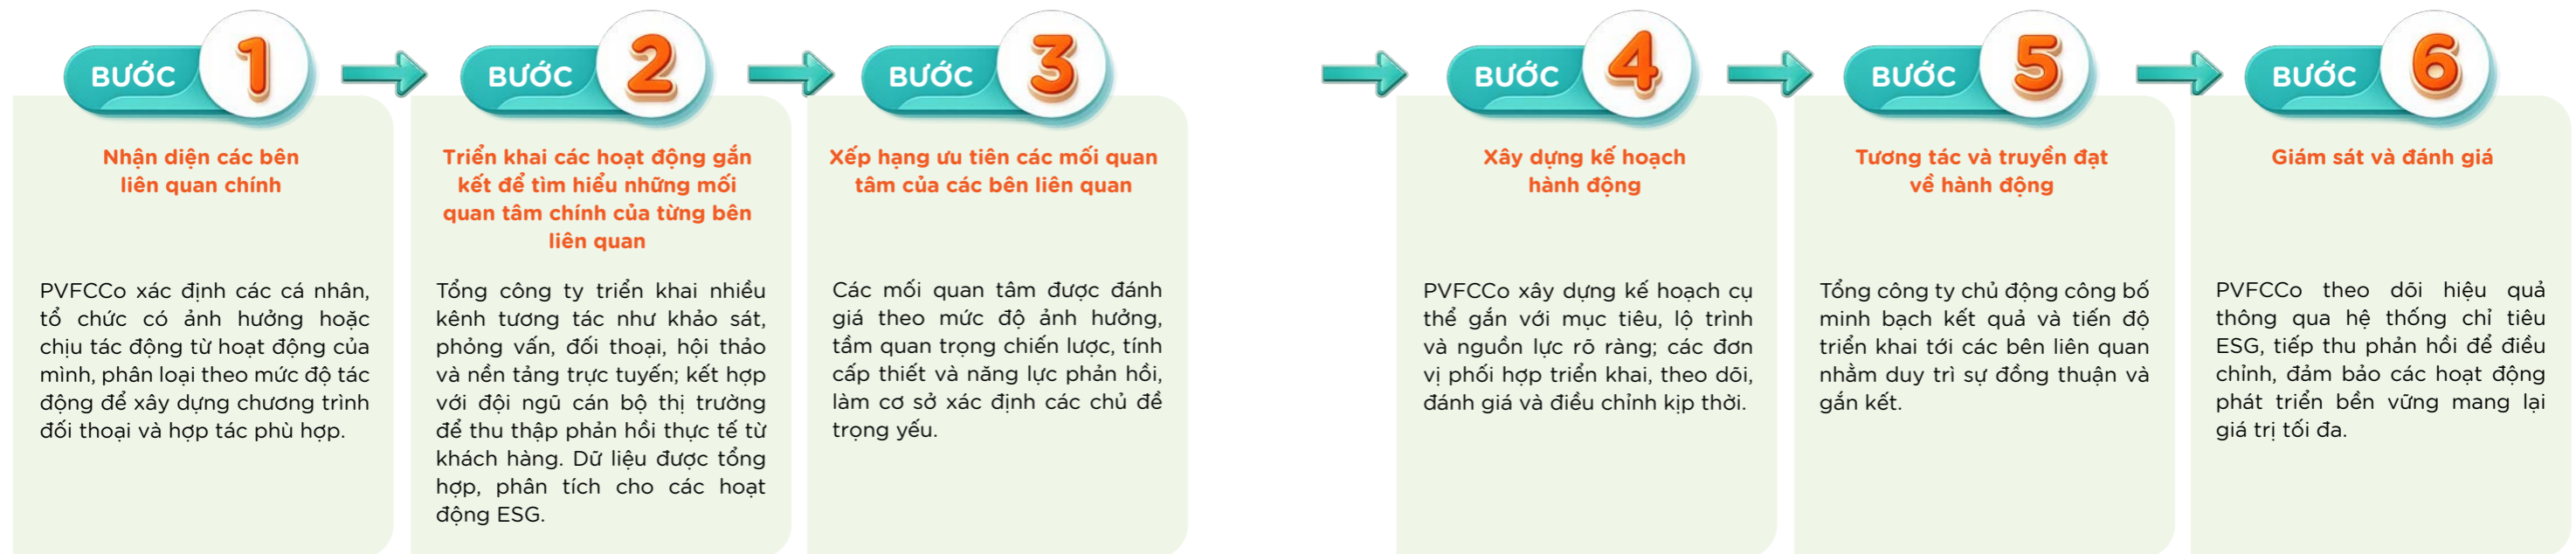 BƯỚC 1
Nhận diện các bên
liên quan chính
PVFCCo xác định các cá nhân,
tổ chức có ảnh hưởng hoặc
chịu tác động từ hoạt động của
mình, phân loại theo mức độ tác
động để xây dựng chương trình
đối thoại và hợp tác phù hợp.
BƯỚC 2
Triển khai các hoạt động gắn
kết để tìm hiểu những mối
quan tâm chính của từng bên
liên quan
Tổng công ty triển khai nhiều
kênh tương tác như khảo sát,
phỏng vấn, đối thoại, hội thảo
và nền tảng trực tuyến; kết hợp
với đội ngũ cán bộ thị trường
để thu thập phản hồi thực tế từ
khách hàng. Dữ liệu được tổng
hợp, phân tích cho các hoạt
động ESG.
BƯỚC 3
Xếp hạng ưu tiên các mối quan
tâm của các bên liên quan
Các mối quan tâm được đánh
giá theo mức độ ảnh hưởng,
tầm quan trọng chiến lược, tính
cấp thiết và năng lực phản hồi,
làm cơ sở xác định các chủ đề
trọng yếu.
BƯỚC 4
Xây dựng kế hoạch
hành động
PVFCCo xây dựng kế hoạch cụ
thể gắn với mục tiêu, lộ trình
và nguồn lực rõ ràng; các đơn
vị phối hợp triển khai, theo dõi,
đánh giá và điều chỉnh kịp thời.
BƯỚC 5
Tương tác và truyền đạt
về hành động
Tổng công ty chủ động công bố
minh bạch kết quả và tiến độ
triển khai tới các bên liên quan
nhằm duy trì sự đồng thuận và
gắn kết.
BƯỚC 6
Giám sát và đánh giá
PVFCCo theo dõi hiệu quả
thông qua hệ thống chỉ tiêu
ESG, tiếp thu phản hồi để điều
chỉnh, đảm bảo các hoạt động
phát triển bền vững mang lại
giá trị tối đa.